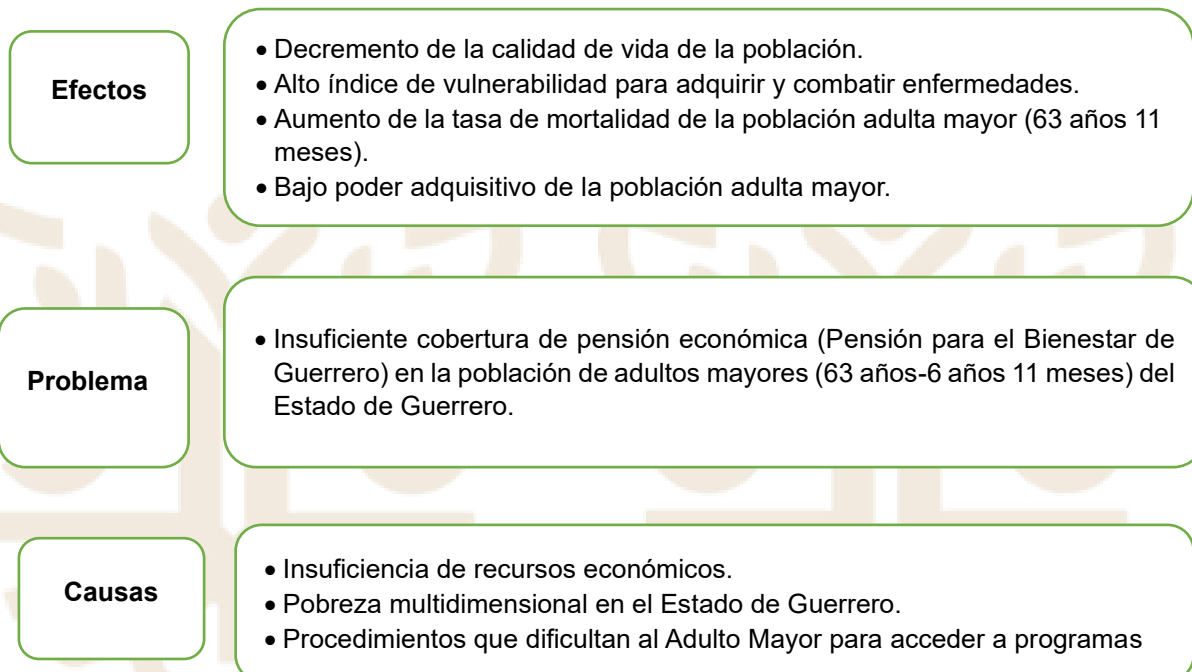 Efectos
• Decremento de la calidad de vida de la población.
• Alto índice de vulnerabilidad para adquirir y combatir enfermedades.
• Aumento de la tasa de mortalidad de la población adulta mayor (63 años 11
meses).
• Bajo poder adquisitivo de la población adulta mayor.
Problema
• Insuficiente cobertura de pensión económica (Pensión para el Bienestar de
Guerrero) en la población de adultos mayores (63 años-6 años 11 meses) del
Estado de Guerrero.
Causas
• Insuficiencia de recursos económicos.
• Pobreza multidimensional en el Estado de Guerrero.
• Procedimientos que dificultan al Adulto Mayor para acceder a programas